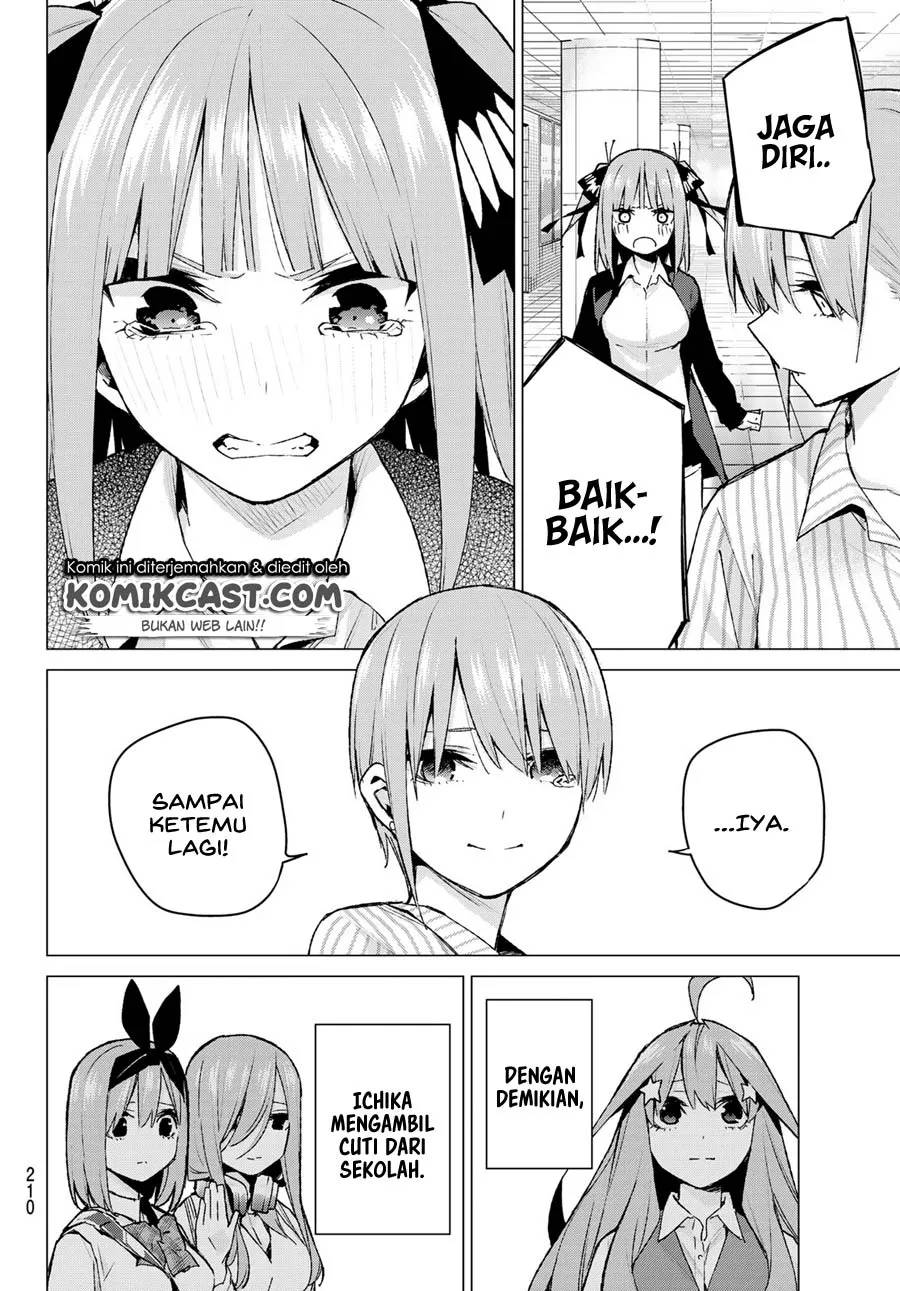 JAGA
DIRI..
BAIK-
BAIK...!
Komik ini diterjemahkan & diedit oleh
KOMIKCAST.COM
BUKAN WEB LAIN!!
...IYA.
SAMPAI
KETEMU
LAGI!
DENGAN
DEMIKIAN,
ICHIKA
MENGAMBIL
CUTI DARI
SEKOLAH.
210